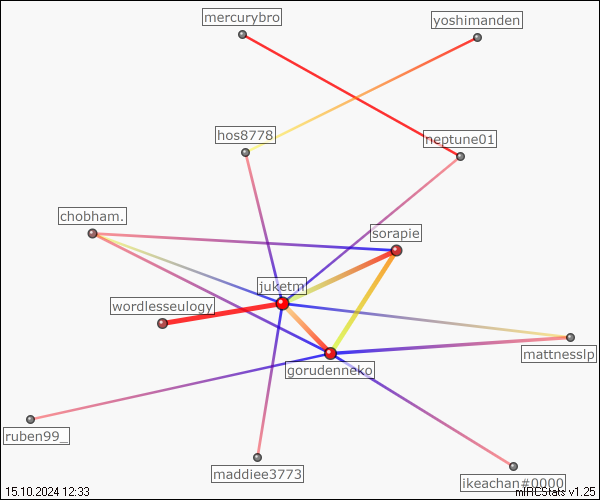 mercurybro
yoshimanden
hos8778
neptune01
chobham.
sorapie
juketm
wordlesseulogy
mattnesslp
gorudenneko
ruben99_
maddiee3773
ikeachan#0000
15.10.2024 12:33
mIRCStats v1.25